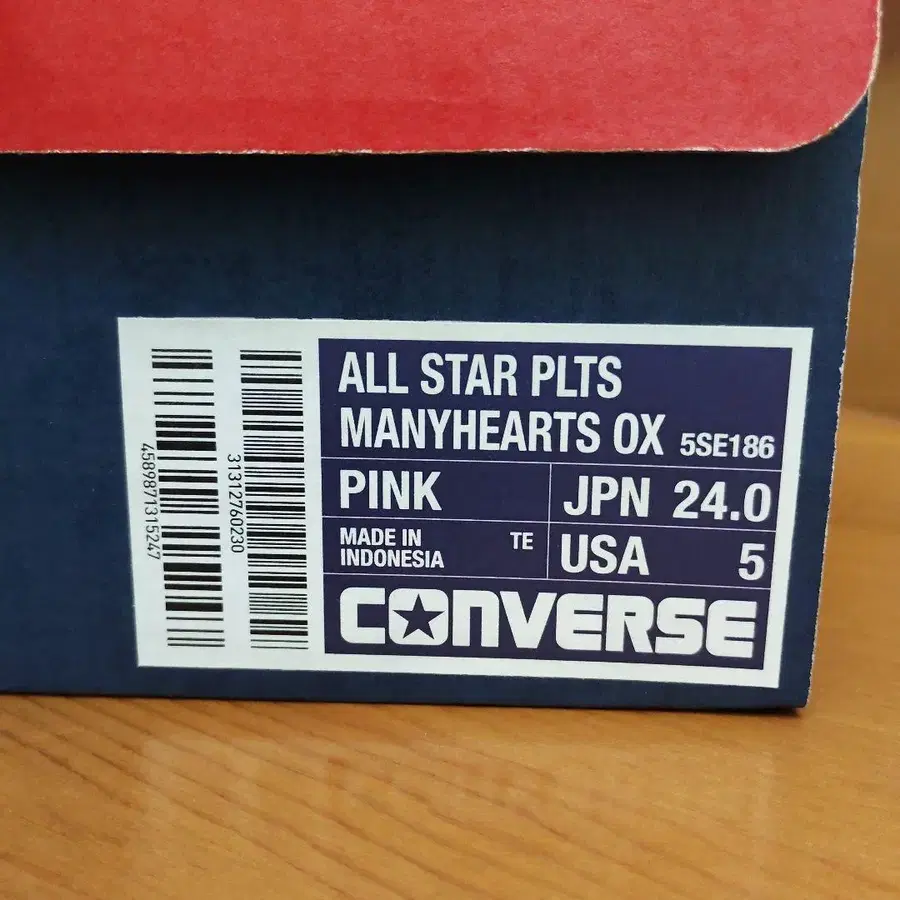 4589871315247
31312760230
ALL STAR PLTS
MANYHEARTS OX 5SE186
PINK
JPN 24.0
MADE IN
INDONESIA
TE
USA 5
CONVERSE